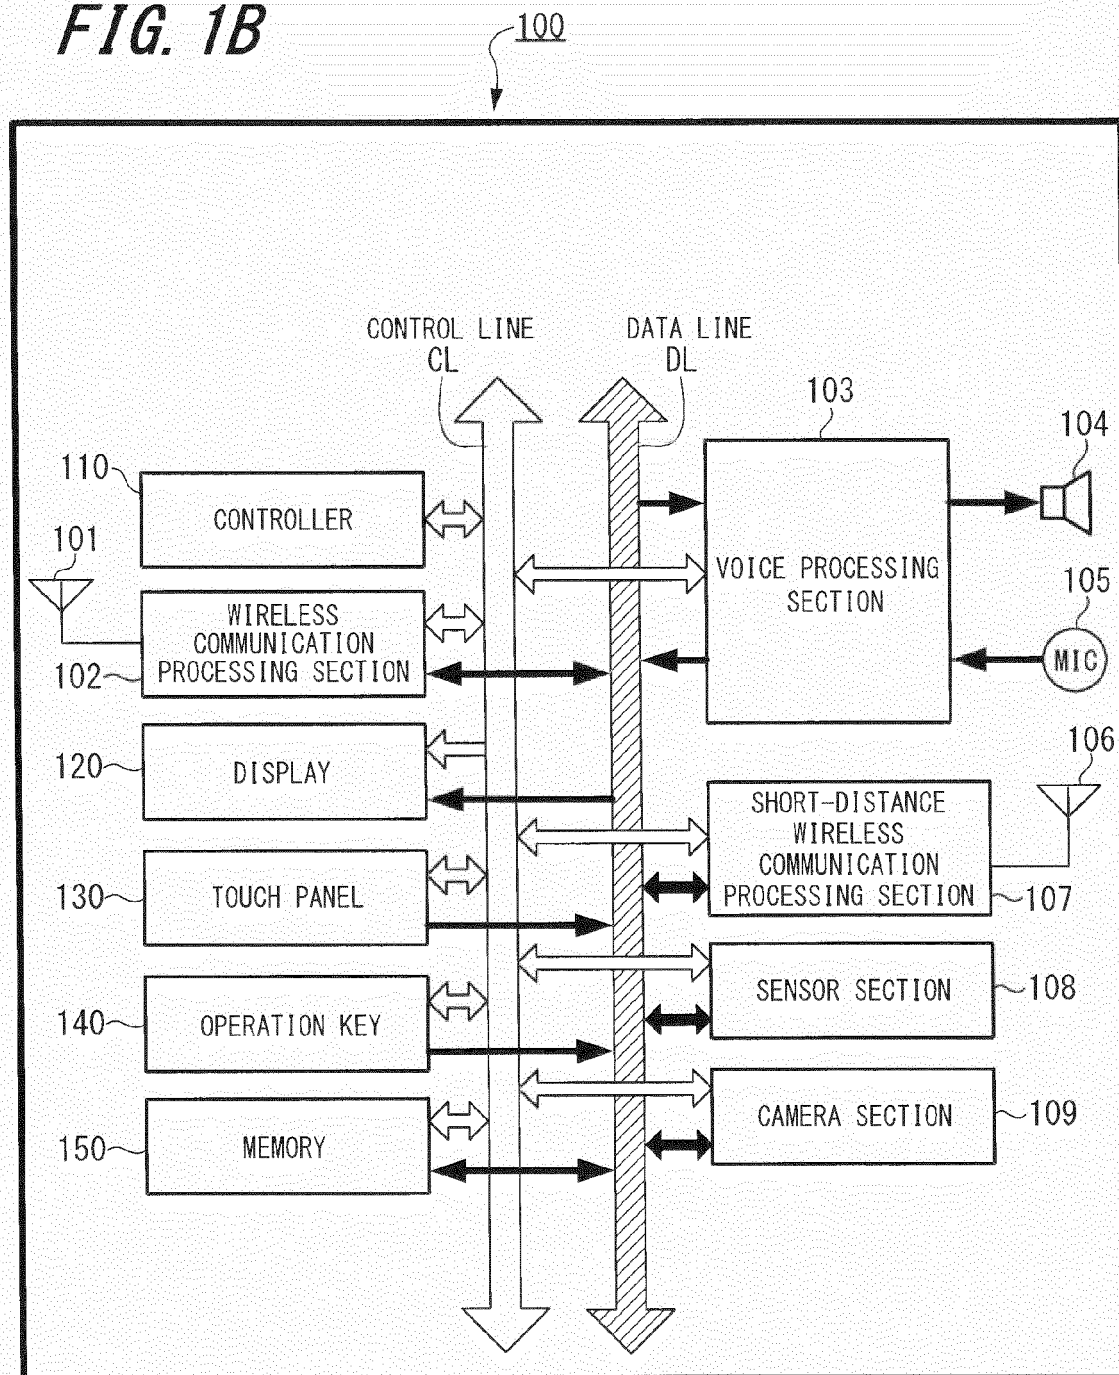 FIG. 1B
100
CONTROL LINE
CL
DATA LINE
DL
103
104
110
CONTROLLER
101
WIRELESS
COMMUNICATION
PROCESSING SECTION
102
VOICE PROCESSING
SECTION
105
MIC
120
DISPLAY
106
SHORT-DISTANCE
WIRELESS
COMMUNICATION
PROCESSING SECTION
107
130
TOUCH PANEL
SENSOR SECTION
108
140
OPERATION KEY
CAMERA SECTION
109
150
MEMORY